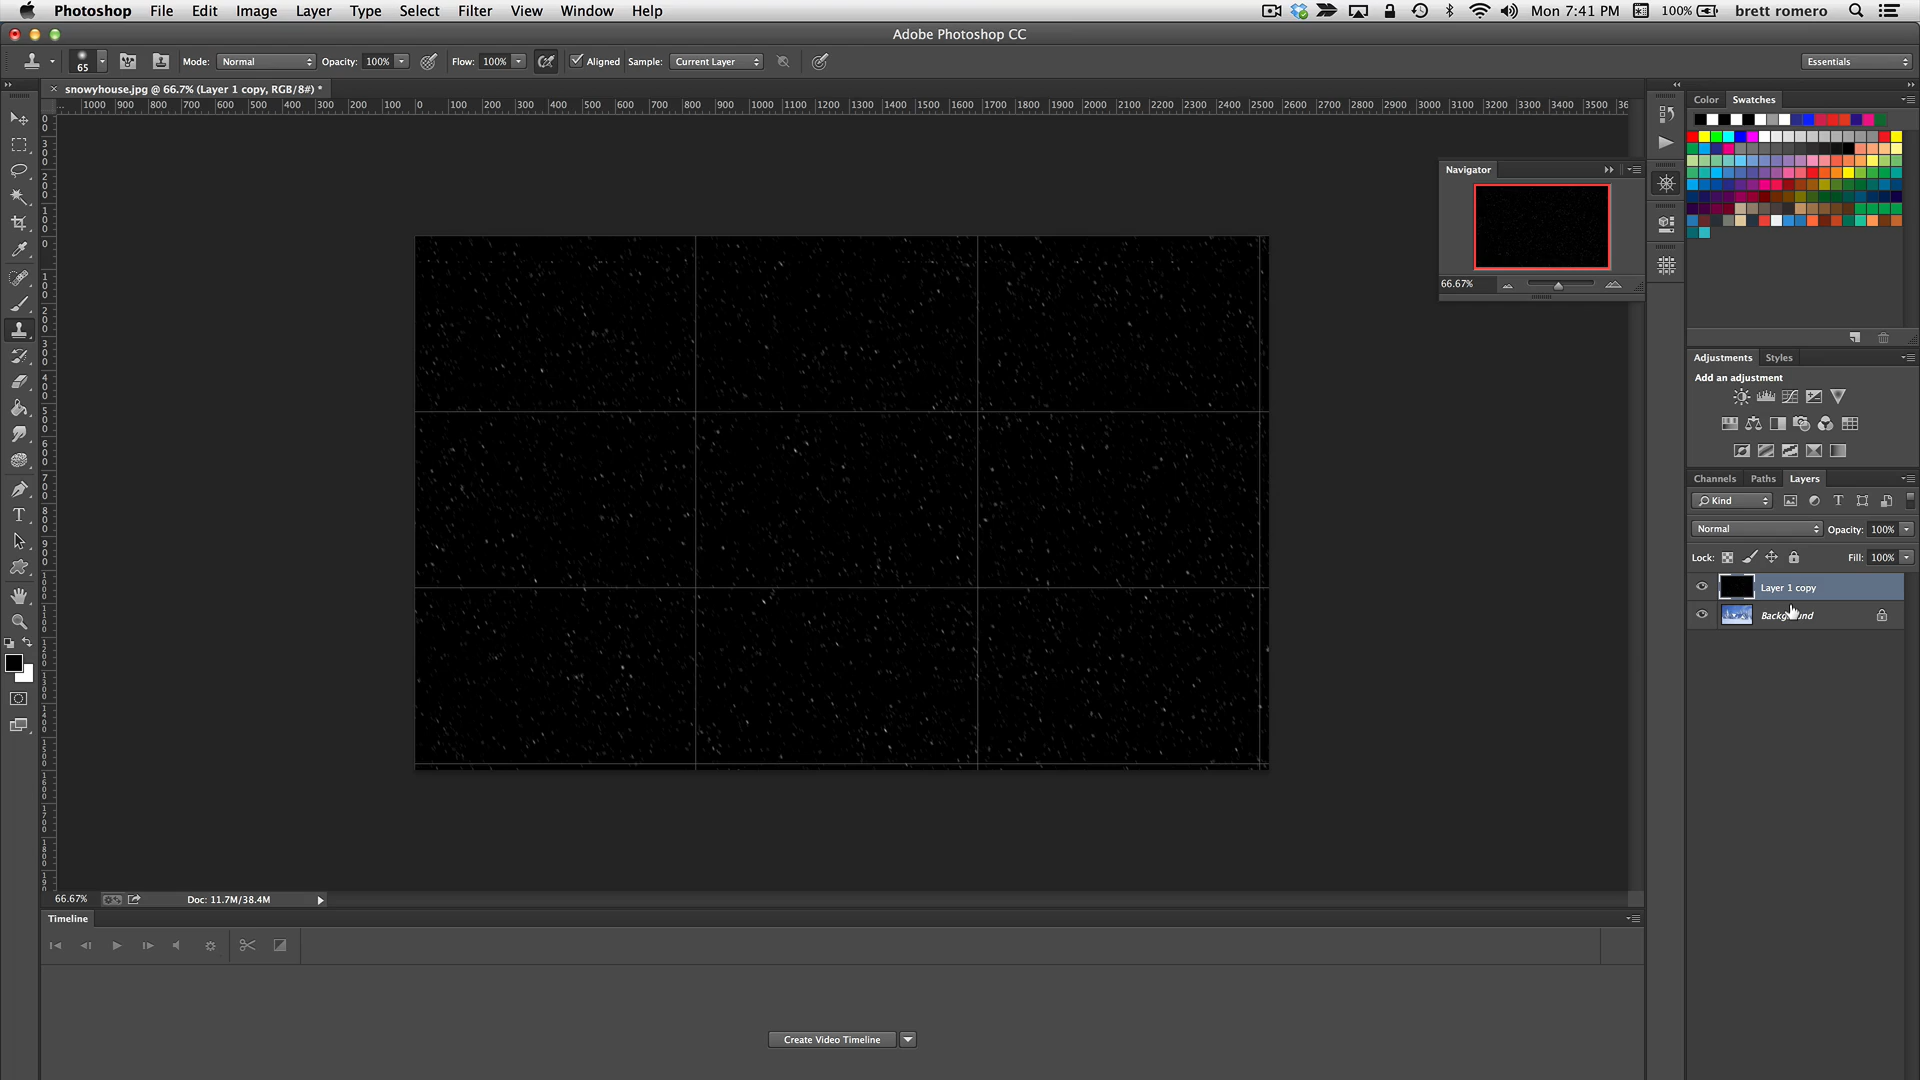 Photoshop File Edit Image Layer Type Select Filter View Window Help
Mon 7:41 PM 100% brett romero
Adobe Photoshop CC
65 Mode: Normal Opacity: 100% Flow: 100% Aligned Sample: Current Layer Essentials
× snowyhouse.jpg @ 66.7% (Layer 1 copy, RGB/8#) *
1000 900 800 700 600 500 400 300 200 100 0 100 200 300 400 500 600 700 800 900 1000 1100 1200 1300 1400 1500 1600 1700 1800 1900 2000 2100 2200 2300 2400 2500 2600 2700 2800 2900 3000 3100 3200 3300 3400 3500
Color Swatches
Navigator
66.67%
Adjustments Styles
Add an adjustment
Channels Paths Layers
Kind
Normal Opacity: 100%
Lock: Fill: 100%
Layer 1 copy
Background
66.67% Doc: 11.7M/38.4M
Timeline
Create Video Timeline